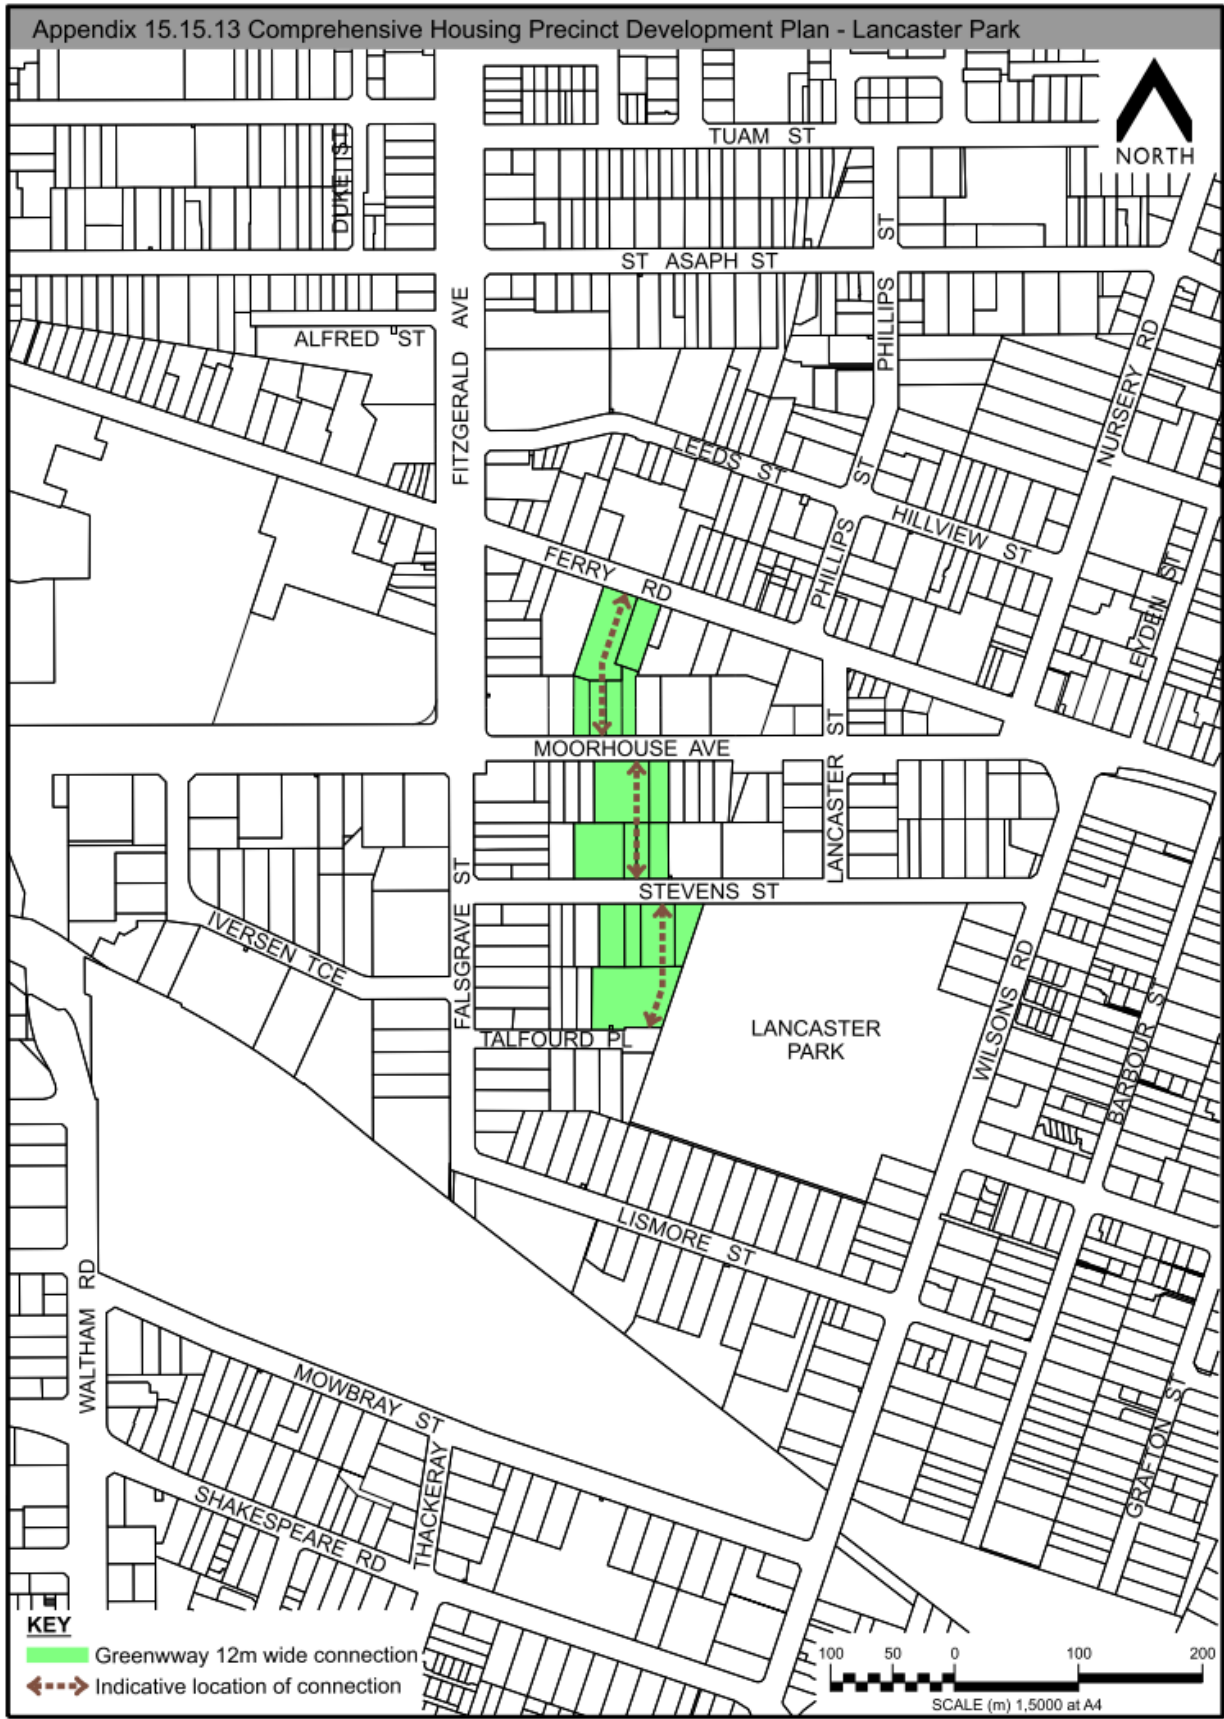 Appendix 15.15.13 Comprehensive Housing Precinct Development Plan - Lancaster Park
NORTH
TUAM ST
DUKE ST
ST ASAPH ST
PHILLIPS ST
FITZGERALD AVE
ALFRED ST
NURSERY RD
LEEDS ST
PHILLIPS ST
HILLVIEW ST
FERRY RD
LEYDEN ST
MOORHOUSE AVE
LANCASTER ST
STEVENS ST
FALSGRAVE ST
IVERSEN TCE
TALFOURD PL
LANCASTER
PARK
WILSONS RD
BARBOUR ST
LISMORE ST
WALTHAM RD
MOWBRAY ST
THACKERAY
SHAKESPEARE RD
GRAFTON ST
KEY
Greenwway 12m wide connection
Indicative location of connection
100 50 0 100 200
SCALE (m) 1,5000 at A4